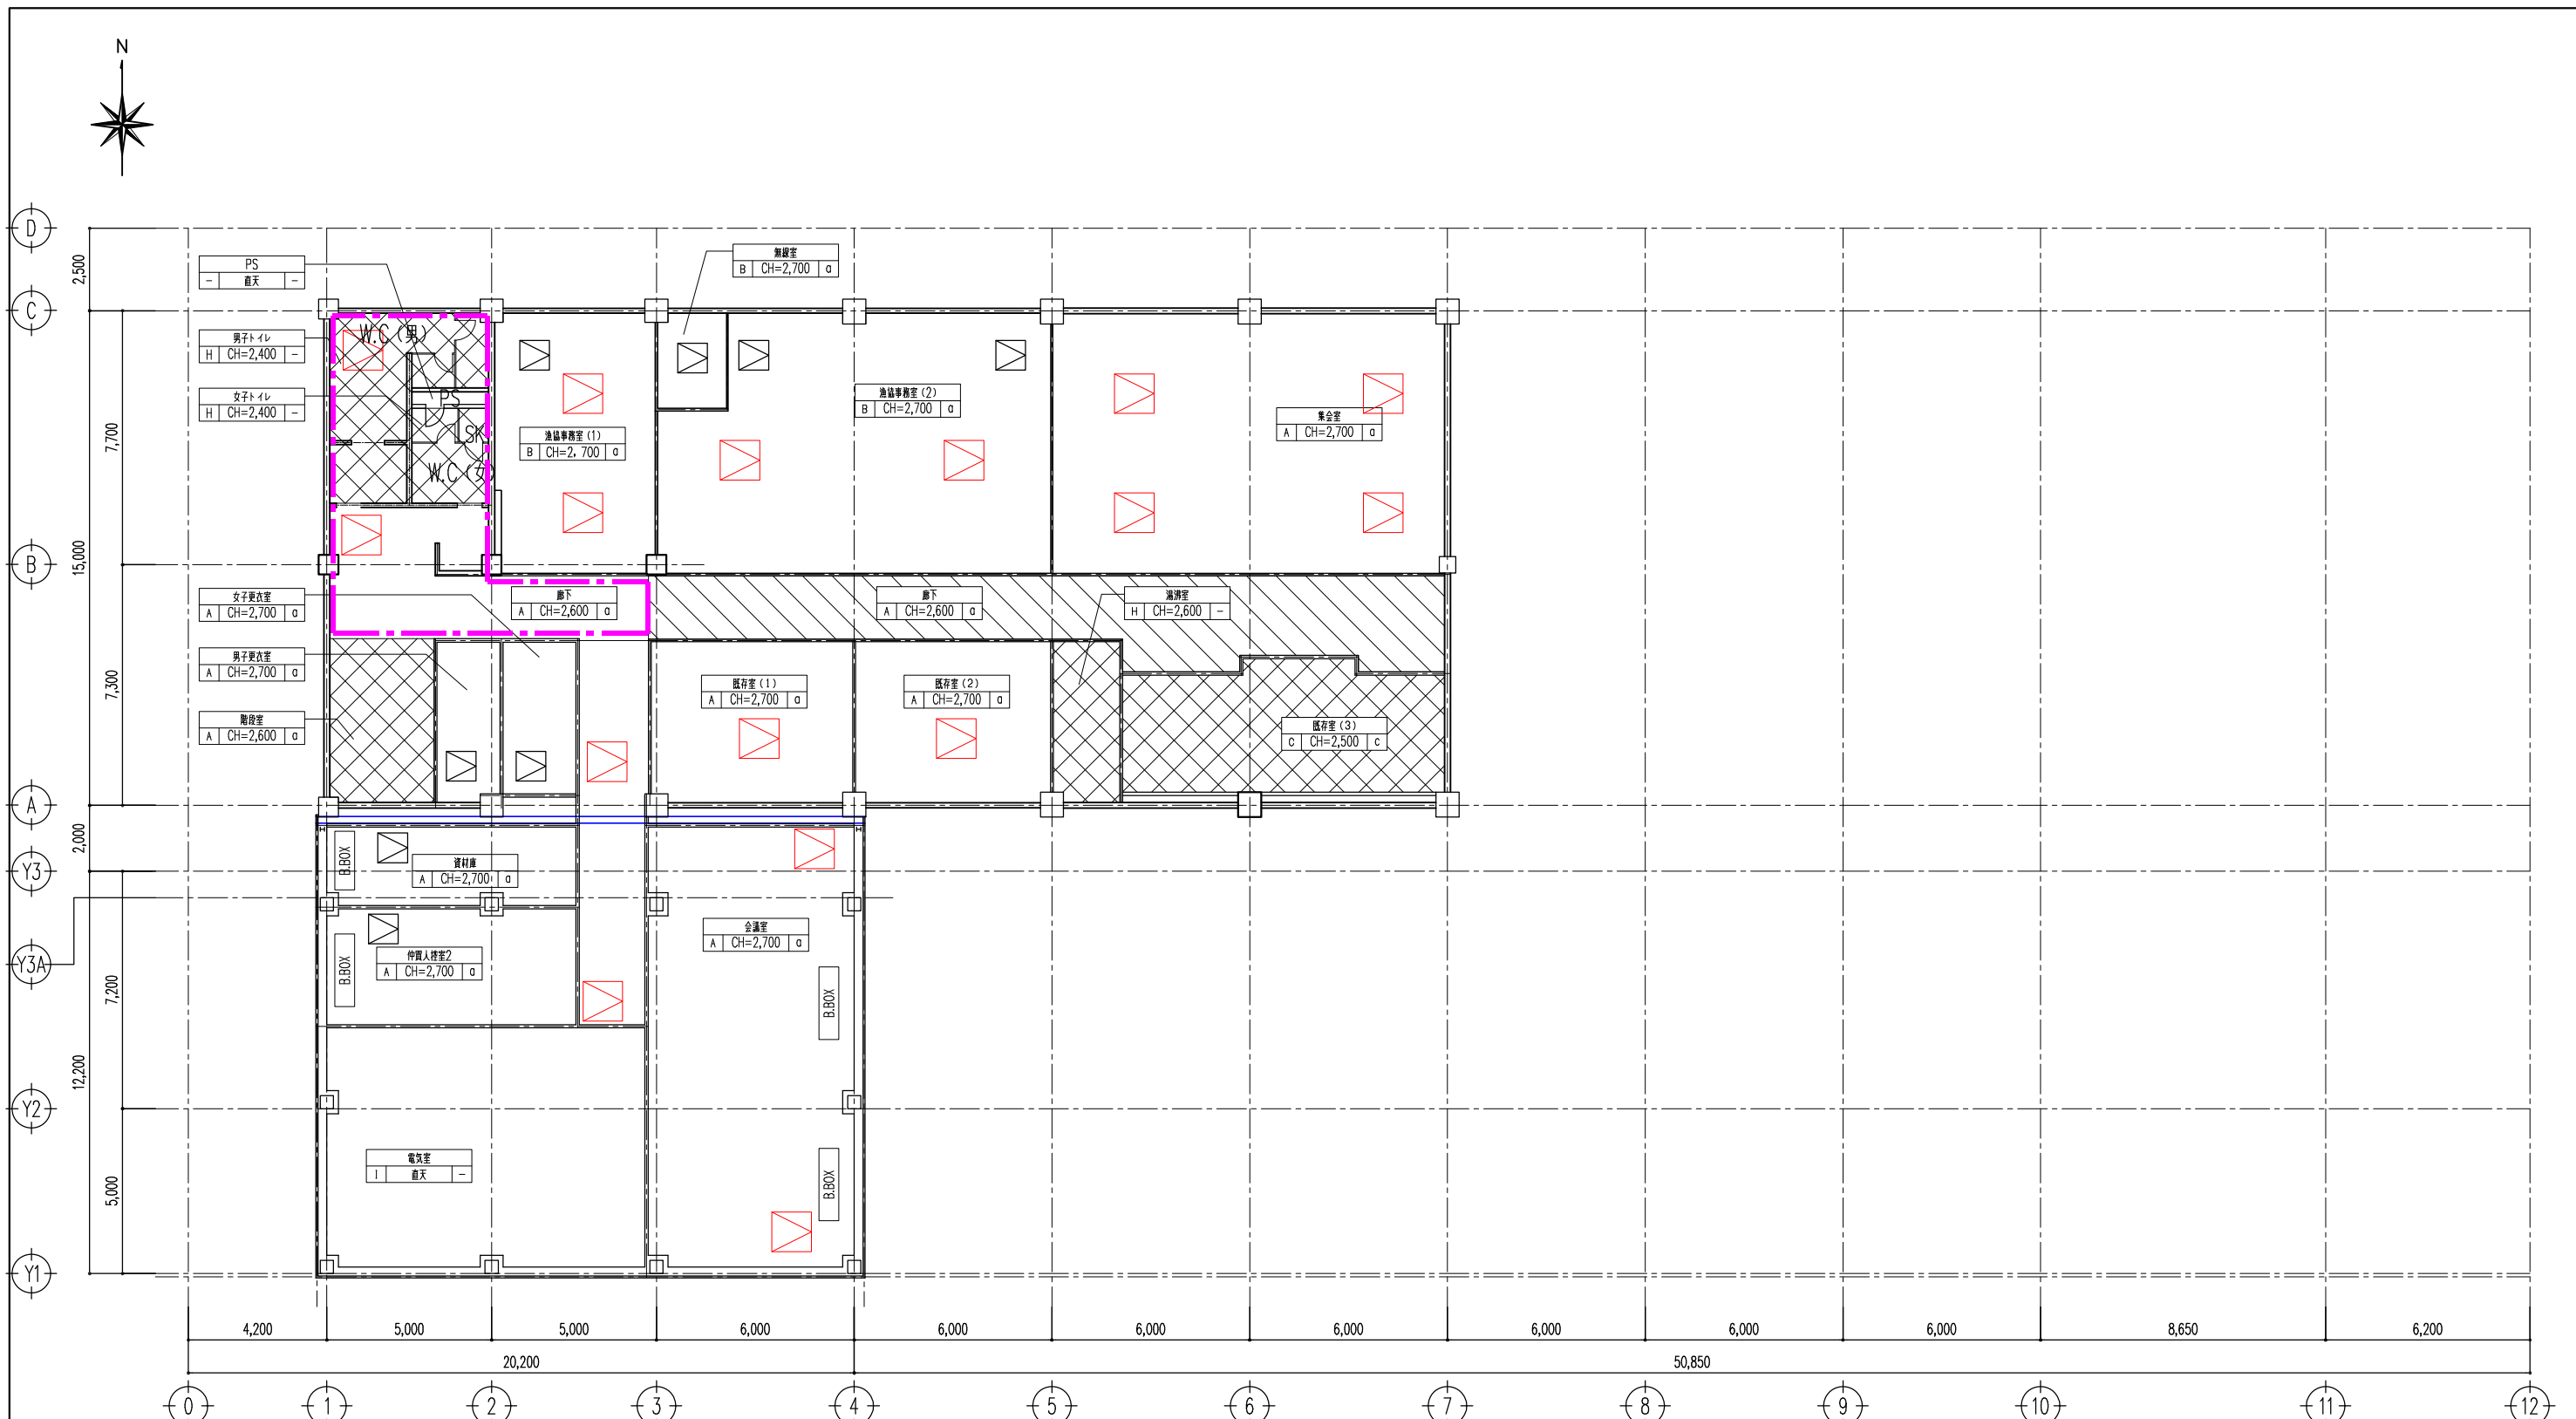 N
D
C
B
A
Y3
Y3A
Y2
Y1
2,500
7,700
15,000
7,300
2,000
7,200
12,200
5,000
PS
- 直天 -
無線室
B CH=2,700 a
男子トイレ
H CH=2,400 -
女子トイレ
H CH=2,400 -
W.C (男)
PS
SK
W.C (女)
漁協事務室(1)
B CH=2,700 a
漁協事務室(2)
B CH=2,700 a
集会室
A CH=2,700 a
女子更衣室
A CH=2,700 a
廊下
A CH=2,600 a
廊下
A CH=2,600 a
湯沸室
H CH=2,600 -
男子更衣室
A CH=2,700 a
既存室(1)
A CH=2,700 a
既存室(2)
A CH=2,700 a
階段室
A CH=2,600 a
既存室(3)
C CH=2,500 c
B.BOX
資材庫
A CH=2,700 a
会議室
A CH=2,700 a
B.BOX
仲買人控室2
A CH=2,700 a
B.BOX
電気室
I 直天 -
B.BOX
4,200 5,000 5,000 6,000 6,000 6,000 6,000 6,000 6,000 6,000 8,650 6,200
20,200 50,850
0 1 2 3 4 5 6 7 8 9 10 11 12